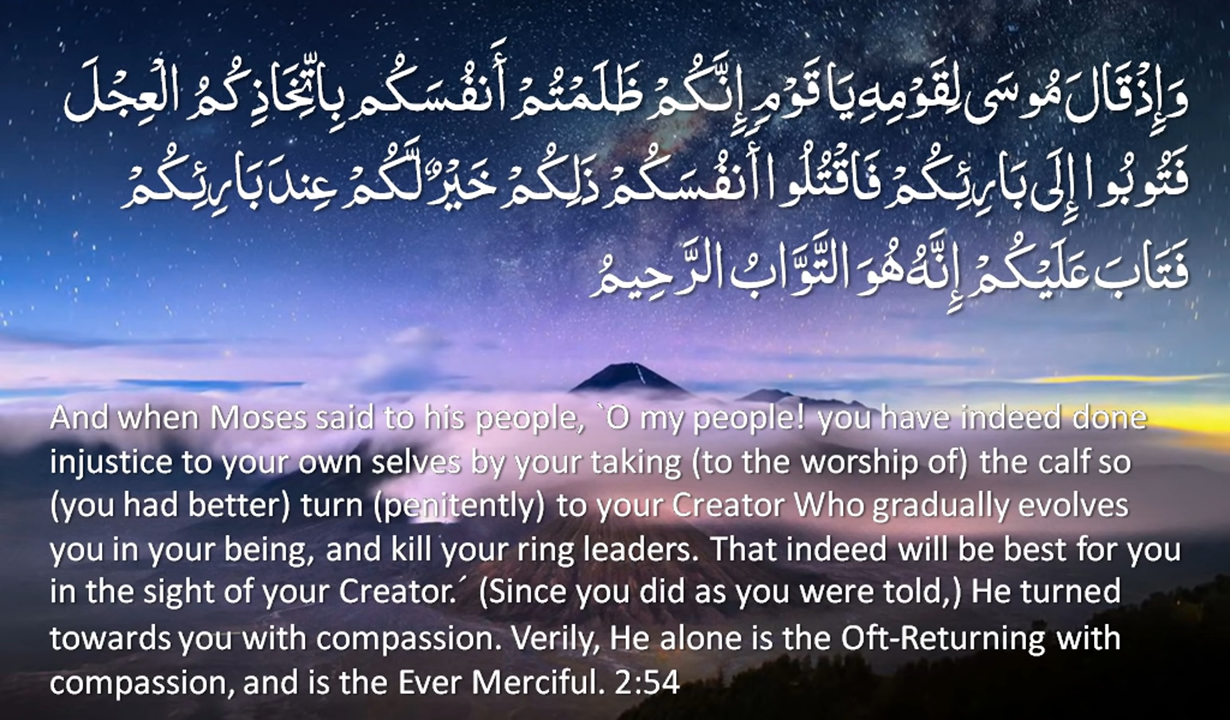 وَإِذْ قَالَ مُوسَى لِقَوْمِهِ يَا قَوْمِ إِنَّكُمْ ظَلَمْتُمْ أَنفُسَكُم بِاتِّخَاذِكُمُ الْعِجْلَ
فَتُوبُوا إِلَى بَارِئِكُمْ فَاقْتُلُوا أَنفُسَكُمْ ذَلِكُمْ خَيْرٌ لَّكُمْ عِندَ بَارِئِكُمْ
فَتَابَ عَلَيْكُمْ إِنَّهُ هُوَ التَّوَّابُ الرَّحِيمُ
And when Moses said to his people, `O my people! you have indeed done
injustice to your own selves by your taking (to the worship of) the calf so
(you had better) turn (penitently) to your Creator Who gradually evolves
you in your being, and kill your ring leaders. That indeed will be best for you
in the sight of your Creator.´ (Since you did as you were told,) He turned
towards you with compassion. Verily, He alone is the Oft-Returning with
compassion, and is the Ever Merciful. 2:54